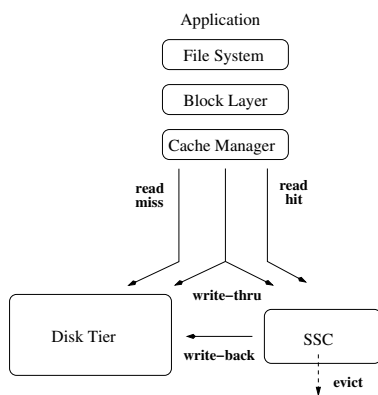 Application
File System
Block Layer
Cache Manager
read
miss
read
hit
write-thru
Disk Tier
SSC
write-back
evict